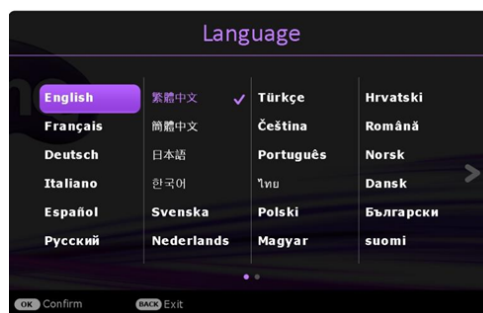 Language
English
Français
Deutsch
Italiano
Español
Русский
繁體中文
簡體中文
日本語
한국어
Svenska
Nederlands
Türkçe
Čeština
Português
ไทย
Polski
Magyar
Hrvatski
Română
Norsk
Dansk
Български
suomi
OK Confirm BACK Exit